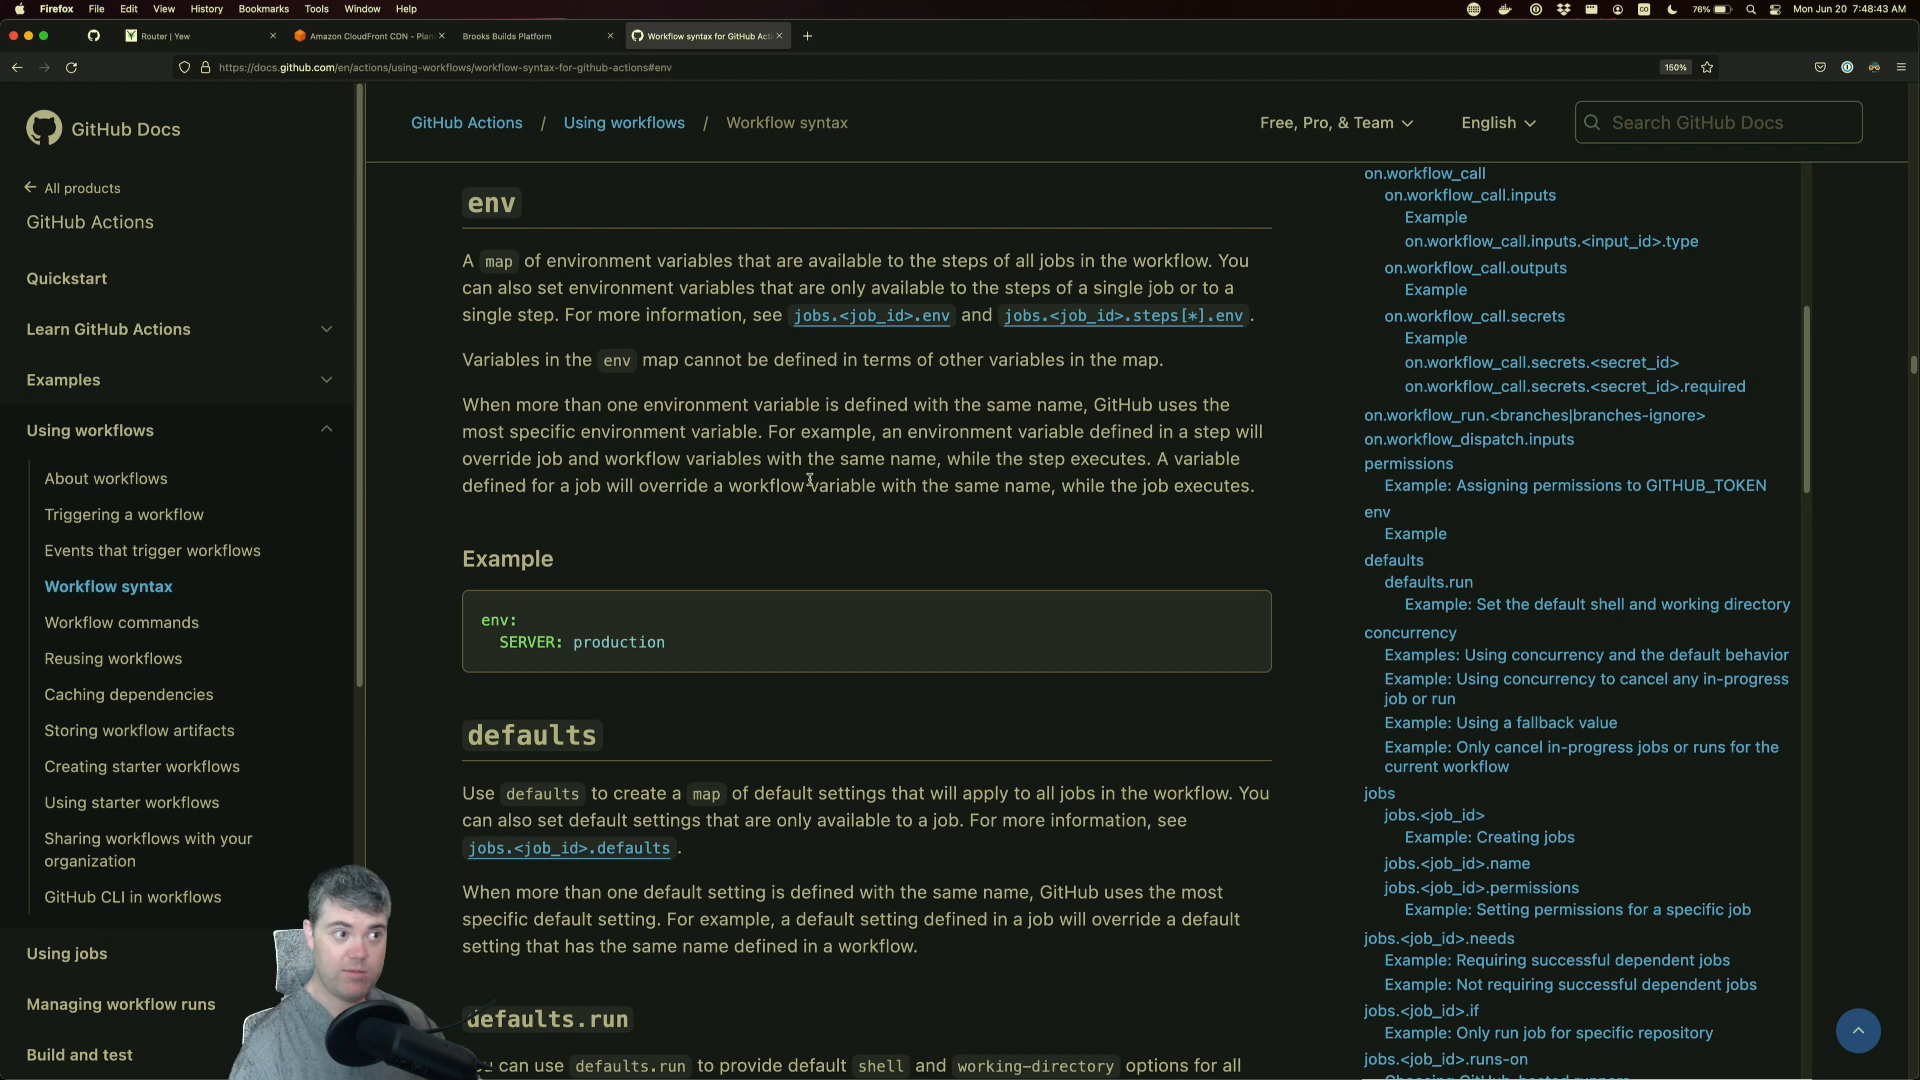 Firefox File Edit View History Bookmarks Tools Window Help 76% Mon Jun 20 7:48:43 AM
Router | Yew
Amazon CloudFront CDN - Plan
Brooks Builds Platform
Workflow syntax for GitHub Acti
https://docs.github.com/en/actions/using-workflows/workflow-syntax-for-github-actions#env
150%
GitHub Docs
All products
GitHub Actions
Quickstart
Learn GitHub Actions
Examples
Using workflows
About workflows
Triggering a workflow
Events that trigger workflows
Workflow syntax
Workflow commands
Reusing workflows
Caching dependencies
Storing workflow artifacts
Creating starter workflows
Using starter workflows
Sharing workflows with your
organization
GitHub CLI in workflows
Using jobs
Managing workflow runs
Build and test
GitHub Actions / Using workflows / Workflow syntax
Free, Pro, & Team
English
Search GitHub Docs
env
A map of environment variables that are available to the steps of all jobs in the workflow. You
can also set environment variables that are only available to the steps of a single job or to a
single step. For more information, see jobs.<job_id>.env and jobs.<job_id>.steps[*].env.
Variables in the env map cannot be defined in terms of other variables in the map.
When more than one environment variable is defined with the same name, GitHub uses the
most specific environment variable. For example, an environment variable defined in a step will
override job and workflow variables with the same name, while the step executes. A variable
defined for a job will override a workflow variable with the same name, while the job executes.
Example
env:
SERVER: production
defaults
Use defaults to create a map of default settings that will apply to all jobs in the workflow. You
can also set default settings that are only available to a job. For more information, see
jobs.<job_id>.defaults.
When more than one default setting is defined with the same name, GitHub uses the most
specific default setting. For example, a default setting defined in a job will override a default
setting that has the same name defined in a workflow.
defaults.run
can use defaults.run to provide default shell and working-directory options for all
on.workflow_call
on.workflow_call.inputs
Example
on.workflow_call.inputs.<input_id>.type
on.workflow_call.outputs
Example
on.workflow_call.secrets
Example
on.workflow_call.secrets.<secret_id>
on.workflow_call.secrets.<secret_id>.required
on.workflow_run.<branches|branches-ignore>
on.workflow_dispatch.inputs
permissions
Example: Assigning permissions to GITHUB_TOKEN
env
Example
defaults
defaults.run
Example: Set the default shell and working directory
concurrency
Examples: Using concurrency and the default behavior
Example: Using concurrency to cancel any in-progress
job or run
Example: Using a fallback value
Example: Only cancel in-progress jobs or runs for the
current workflow
jobs
jobs.<job_id>
Example: Creating jobs
jobs.<job_id>.name
jobs.<job_id>.permissions
Example: Setting permissions for a specific job
jobs.<job_id>.needs
Example: Requiring successful dependent jobs
Example: Not requiring successful dependent jobs
jobs.<job_id>.if
Example: Only run job for specific repository
jobs.<job_id>.runs-on
Choosing GitHub-hosted runners